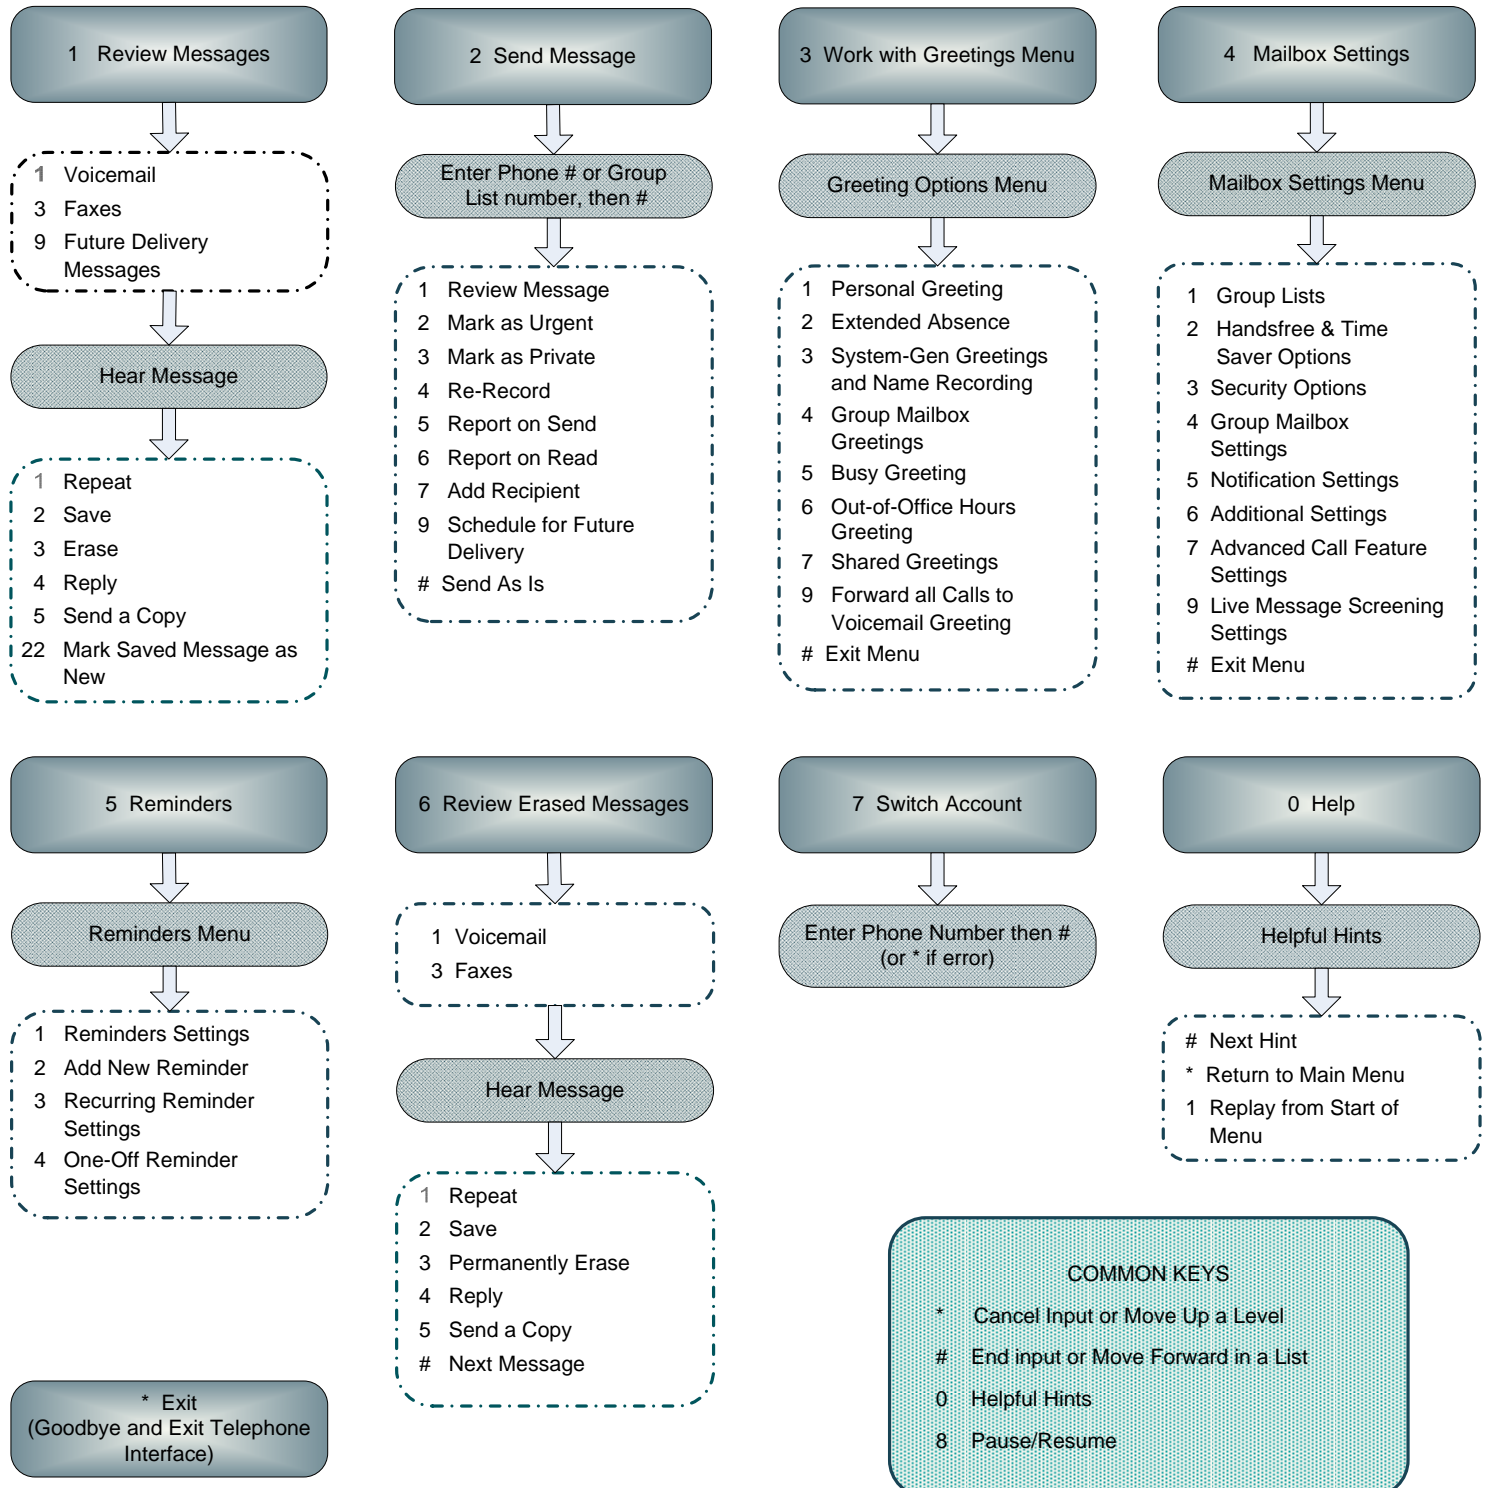 1 Review Messages
1 Voicemail
3 Faxes
9 Future Delivery
Messages
Hear Message
1 Repeat
2 Save
3 Erase
4 Reply
5 Send a Copy
22 Mark Saved Message as
New
2 Send Message
Enter Phone # or Group
List number, then #
1 Review Message
2 Mark as Urgent
3 Mark as Private
4 Re-Record
5 Report on Send
6 Report on Read
7 Add Recipient
9 Schedule for Future
Delivery
# Send As Is
3 Work with Greetings Menu
Greeting Options Menu
1 Personal Greeting
2 Extended Absence
3 System-Gen Greetings
and Name Recording
4 Group Mailbox
Greetings
5 Busy Greeting
6 Out-of-Office Hours
Greeting
7 Shared Greetings
9 Forward all Calls to
Voicemail Greeting
# Exit Menu
4 Mailbox Settings
Mailbox Settings Menu
1 Group Lists
2 Handsfree & Time
Saver Options
3 Security Options
4 Group Mailbox
Settings
5 Notification Settings
6 Additional Settings
7 Advanced Call Feature
Settings
9 Live Message Screening
Settings
# Exit Menu
5 Reminders
Reminders Menu
1 Reminders Settings
2 Add New Reminder
3 Recurring Reminder
Settings
4 One-Off Reminder
Settings
6 Review Erased Messages
1 Voicemail
3 Faxes
Hear Message
1 Repeat
2 Save
3 Permanently Erase
4 Reply
5 Send a Copy
# Next Message
7 Switch Account
Enter Phone Number then #
(or * if error)
0 Help
Helpful Hints
# Next Hint
* Return to Main Menu
1 Replay from Start of
Menu
* Exit
(Goodbye and Exit Telephone
Interface)
COMMON KEYS
* Cancel Input or Move Up a Level
# End input or Move Forward in a List
0 Helpful Hints
8 Pause/Resume